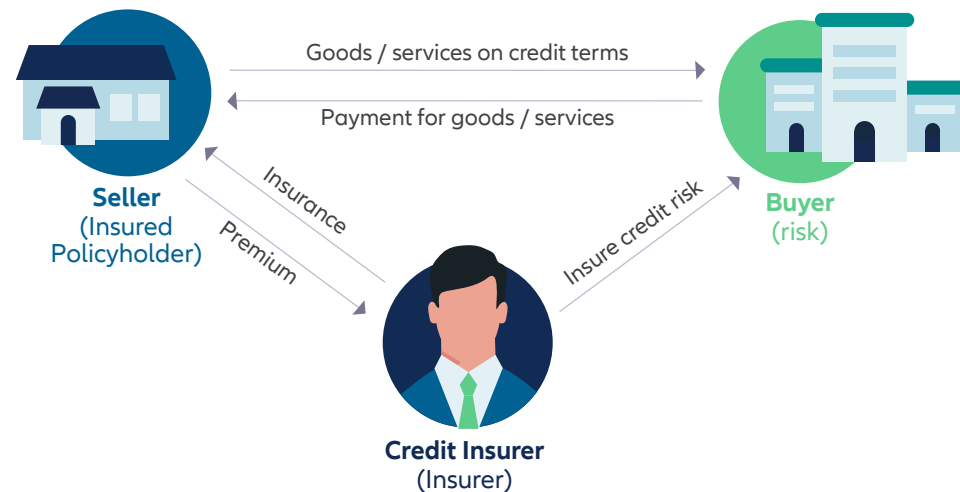 Goods / services on credit terms
Payment for goods / services
Seller
(Insured
Policyholder)
Insurance
Premium
Insure credit risk
Buyer
(risk)
Credit Insurer
(Insurer)